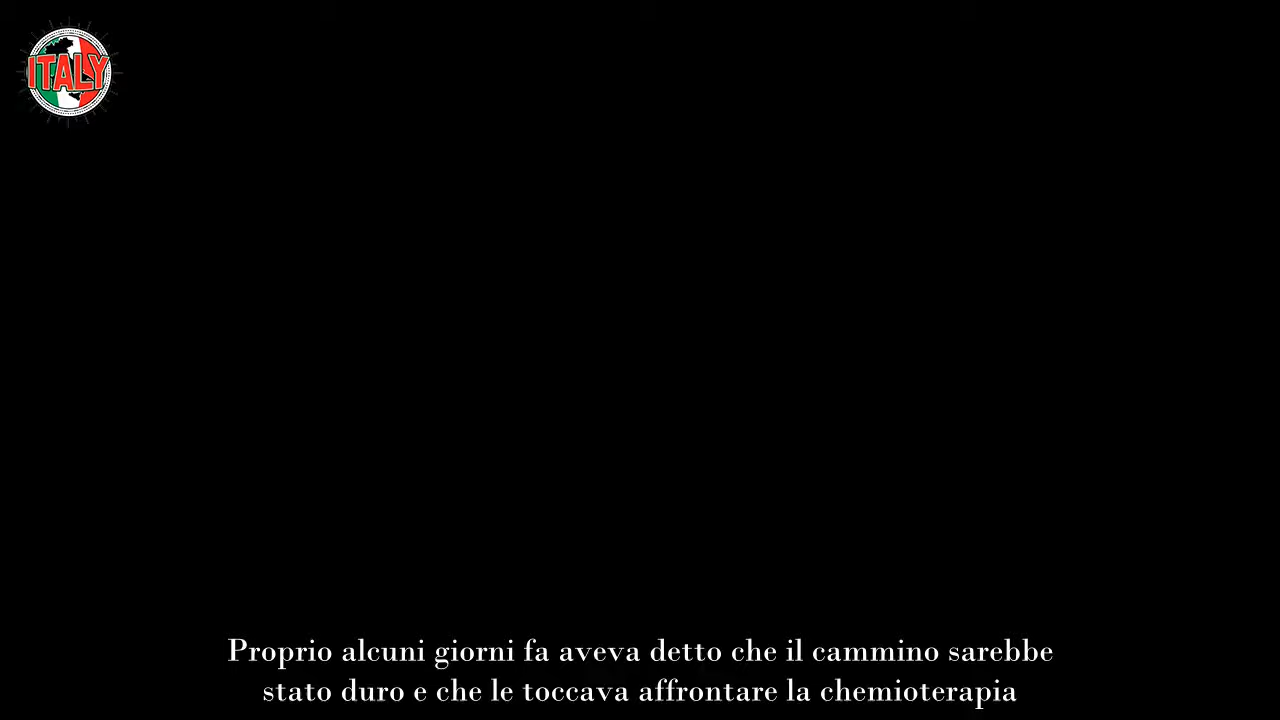 ITALY
Proprio alcuni giorni fa aveva detto che il cammino sarebbe
stato duro e che le toccava affrontare la chemioterapia